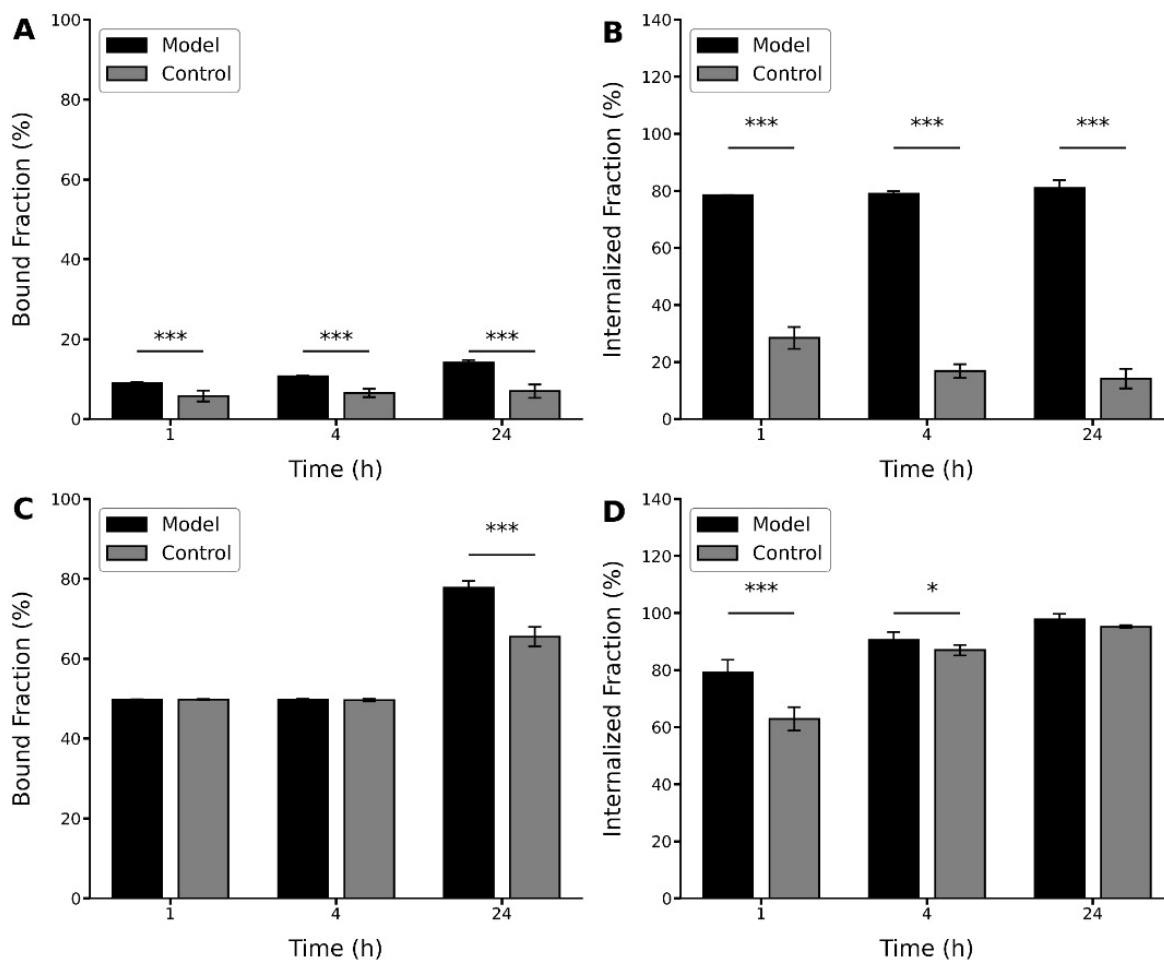 A
Model
Control
Bound Fraction (%)
100
80
60
40
20
0
***
***
***
1
4
24
Time (h)
B
Model
Control
Internalized Fraction (%)
140
120
100
80
60
40
20
0
***
***
***
1
4
24
Time (h)
C
Model
Control
Bound Fraction (%)
100
80
60
40
20
0
***
1
4
24
Time (h)
D
Model
Control
Internalized Fraction (%)
140
120
100
80
60
40
20
0
***
*
1
4
24
Time (h)